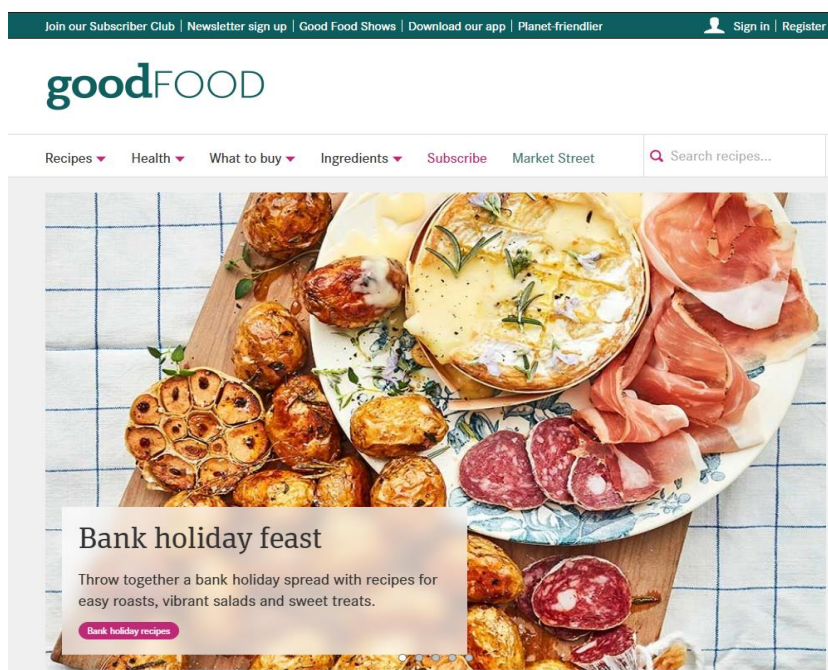 Join our Subscriber Club | Newsletter sign up | Good Food Shows | Download our app | Planet-friendlier Sign in | Register
goodFOOD
Recipes Health What to buy Ingredients Subscribe Market Street Search recipes...
Bank holiday feast
Throw together a bank holiday spread with recipes for
easy roasts, vibrant salads and sweet treats.
Bank holiday recipes